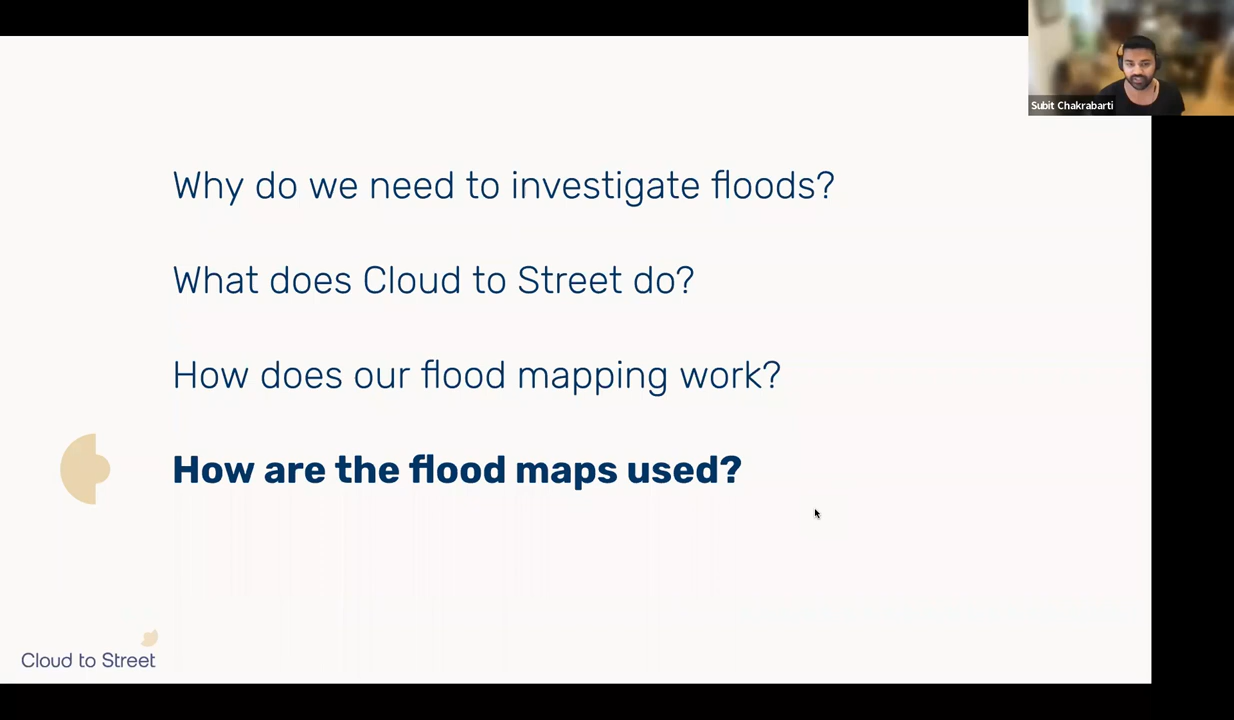 Subit Chakrabarti
Why do we need to investigate floods?
What does Cloud to Street do?
How does our flood mapping work?
How are the flood maps used?
Cloud to Street